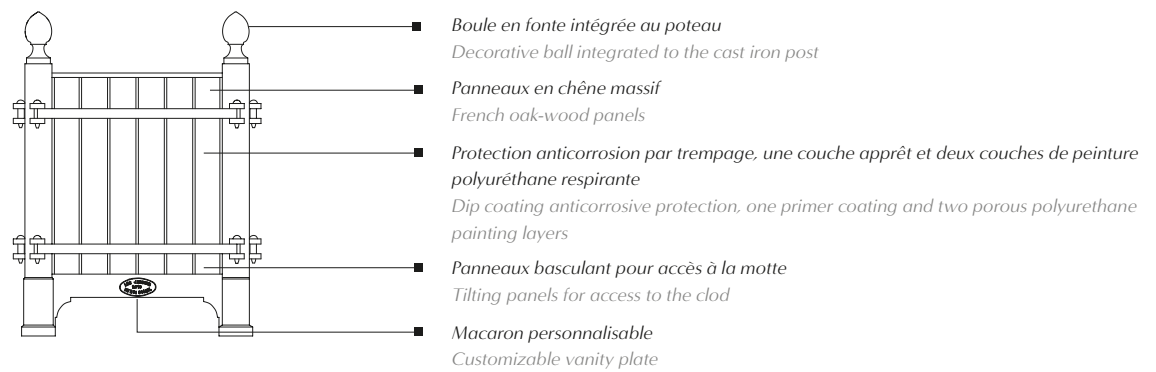 Boule en fonte intégrée au poteau
Decorative ball integrated to the cast iron post
Panneaux en chêne massif
French oak-wood panels
Protection anticorrosion par trempage, une couche apprêt et deux couches de peinture
polyuréthane respirante
Dip coating anticorrosive protection, one primer coating and two porous polyurethane
painting layers
Panneaux basculant pour accès à la motte
Tilting panels for access to the clod
Macaron personnalisable
Customizable vanity plate